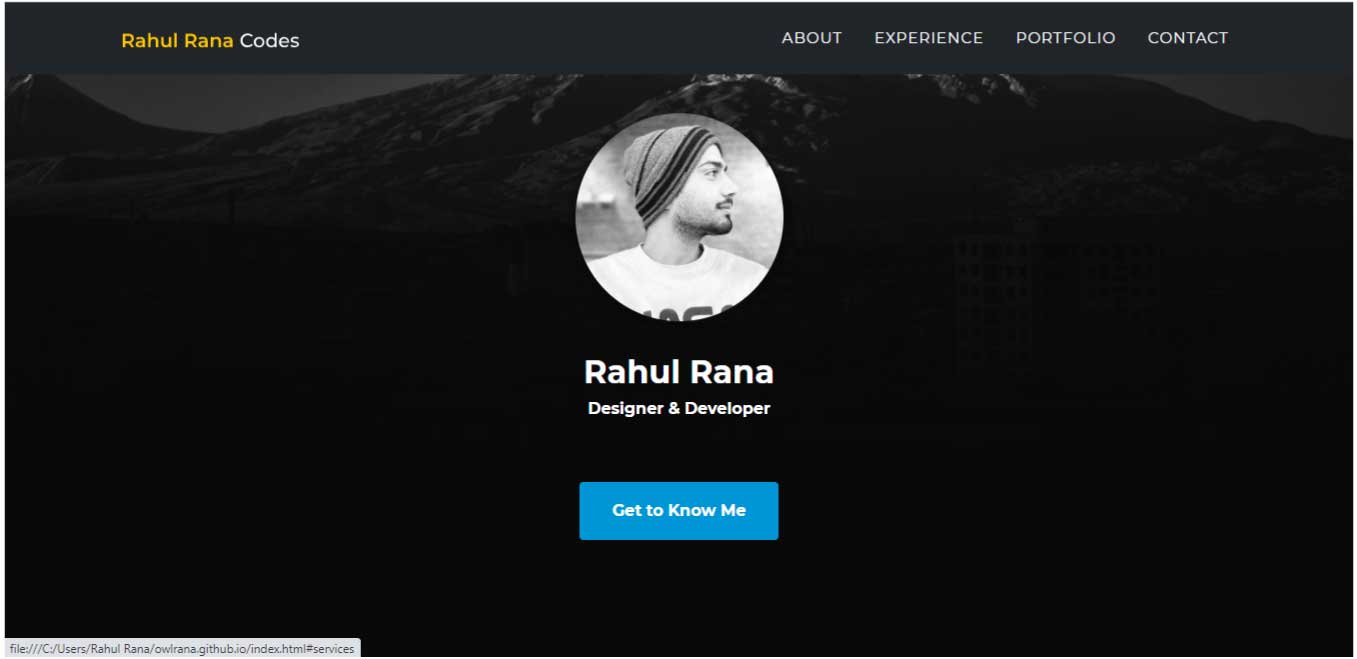 Rahul Rana Codes
ABOUT EXPERIENCE PORTFOLIO CONTACT
Rahul Rana
Designer & Developer
Get to Know Me
file:///C:/Users/Rahul Rana/owlrana.github.io/index.html#services